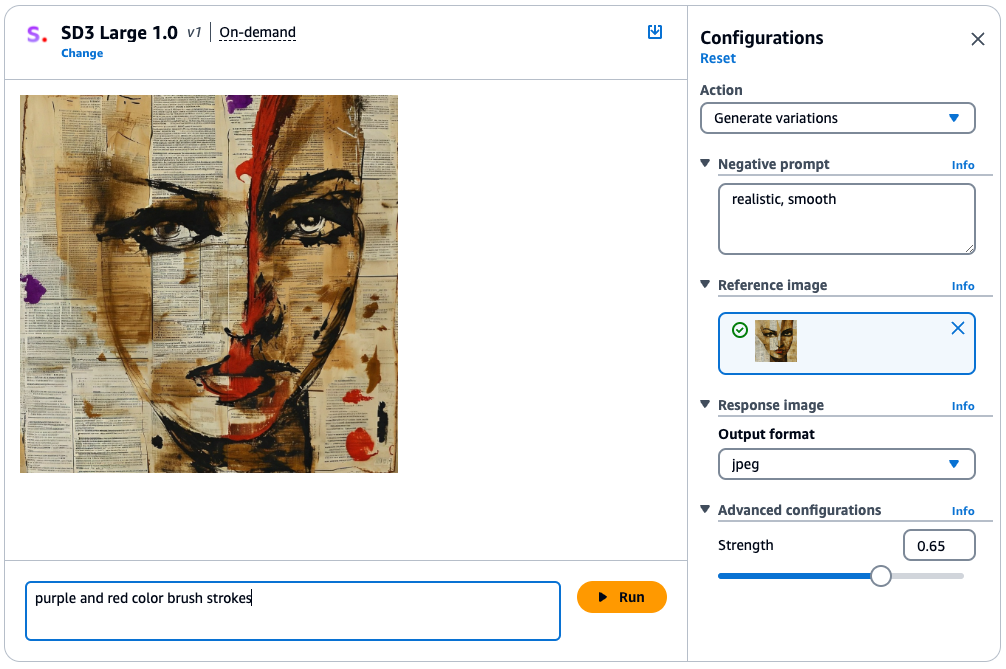 S.
SD3 Large 1.0 v1 | On-demand
Change
purple and red color brush strokes
Run
Configurations
Reset
Action
Generate variations
Negative prompt Info
realistic, smooth
Reference image Info
Response image Info
Output format
jpeg
Advanced configurations Info
Strength 0.65